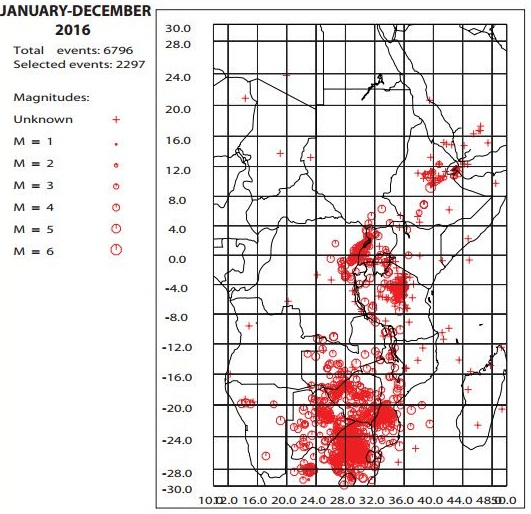 JANUARY-DECEMBER
2016
Total events: 6796
Selected events: 2297
Magnitudes:
Unknown
M = 1
M = 2
M = 3
M = 4
M = 5
M = 6
30.0
28.0
24.0
20.0
16.0
12.0
8.0
4.0
0.0
-4.0
-8.0
-12.0
-16.0
-20.0
-24.0
-28.0
-30.0
10.0 12.0 16.0 20.0 24.0 28.0 32.0 36.0 40.0 44.0 48.0 50.0